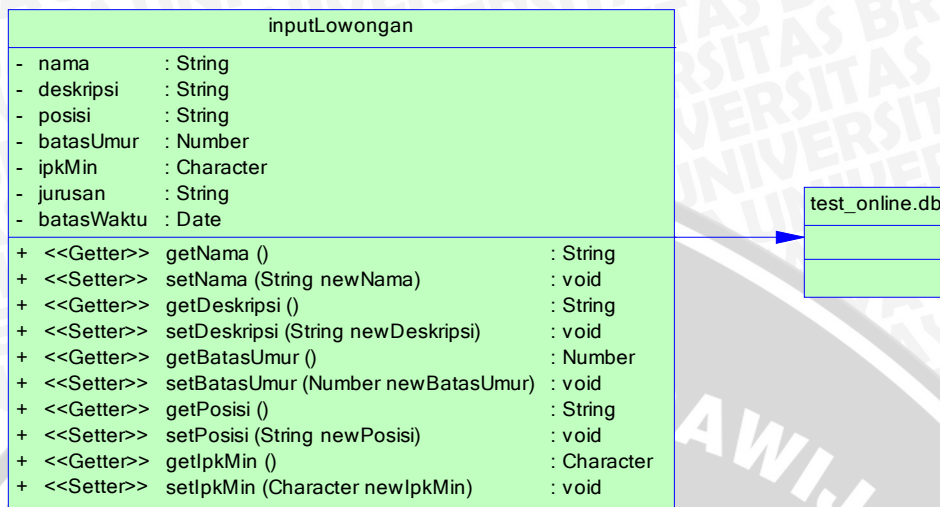 inputLowongan
- nama : String
- deskripsi : String
- posisi : String
- batasUmur : Number
- ipkMin : Character
- jurusan : String
- batasWaktu : Date
+ <<Getter>> getNama () : String
+ <<Setter>> setNama (String newNama) : void
+ <<Getter>> getDeskripsi () : String
+ <<Setter>> setDeskripsi (String newDeskripsi) : void
+ <<Getter>> getBatasUmur () : Number
+ <<Setter>> setBatasUmur (Number newBatasUmur) : void
+ <<Getter>> getPosisi () : String
+ <<Setter>> setPosisi (String newPosisi) : void
+ <<Getter>> getIpkMin () : Character
+ <<Setter>> setIpkMin (Character newIpkMin) : void
test_online.db
AWIJ